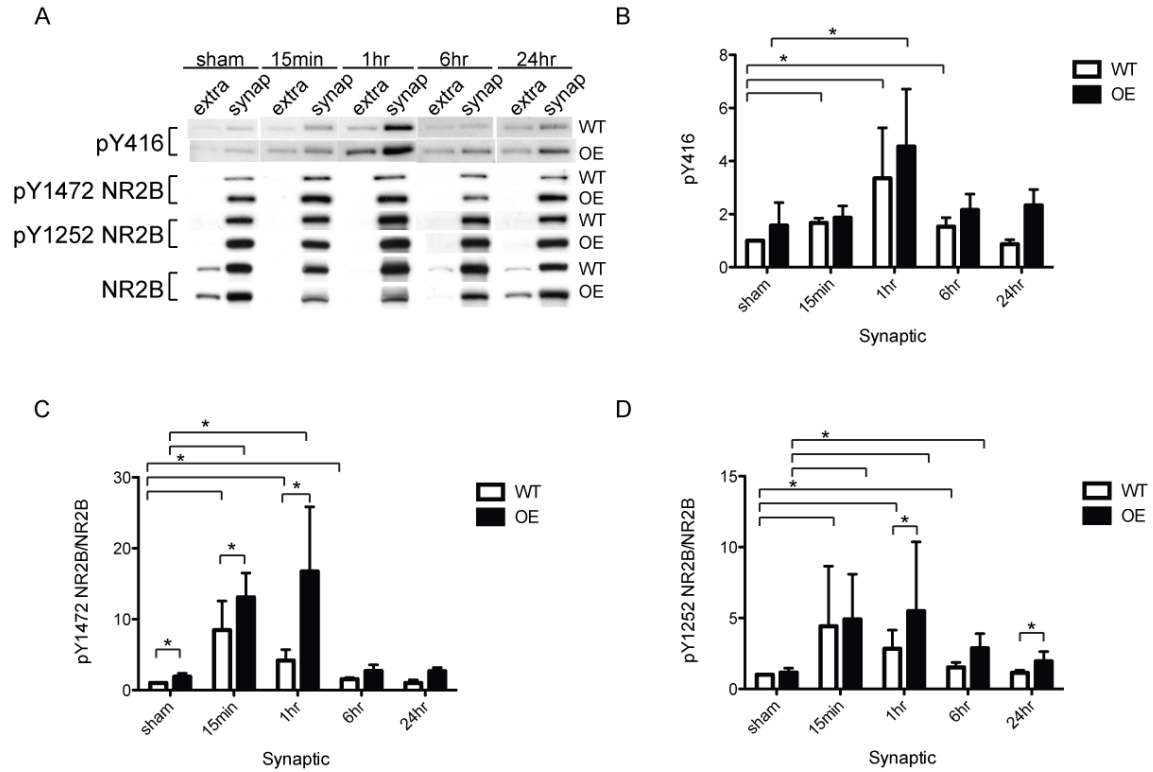 A
sham 15min 1hr 6hr 24hr
extra synap extra synap extra synap extra synap extra synap
pY416 WT
OE
pY1472 NR2B WT
OE
pY1252 NR2B WT
OE
NR2B WT
OE
B
*
*
8
6
4
2
0
pY416
WT
OE
sham 15min 1hr 6hr 24hr
Synaptic
C
*
*
*
*
*
30
20
10
0
pY1472 NR2B/NR2B
WT
OE
sham 15min 1hr 6hr 24hr
Synaptic
D
*
*
*
*
15
10
5
0
pY1252 NR2B/NR2B
WT
OE
sham 15min 1hr 6hr 24hr
Synaptic